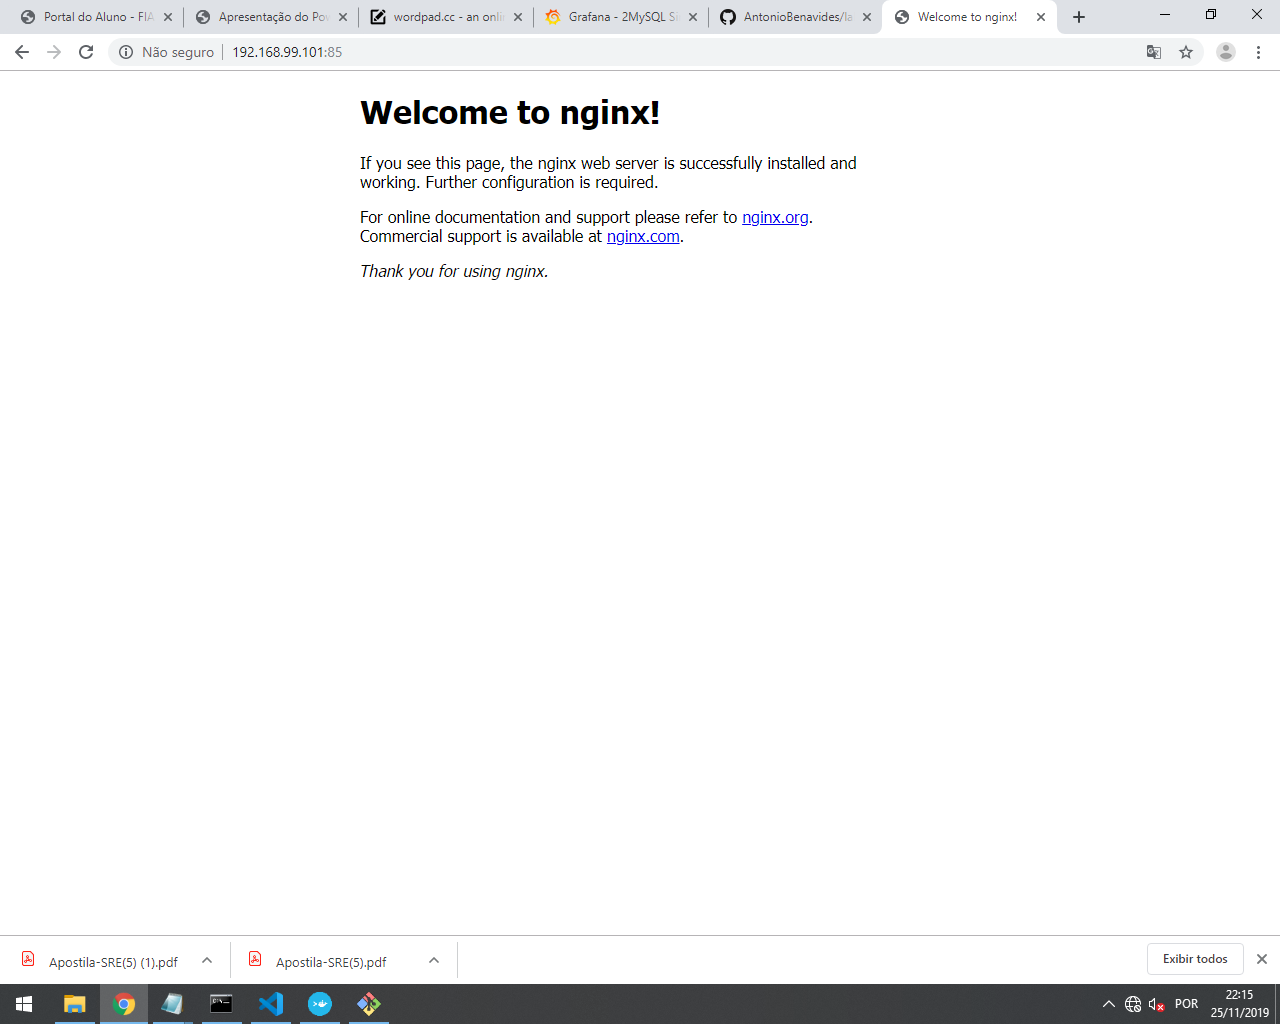 Portal do Aluno - FIA
Apresentação do Po
wordpad.cc - an onli
Grafana - 2MySQL Si
AntonioBenavides/la
Welcome to nginx!
Não seguro
192.168.99.101:85
Welcome to nginx!
If you see this page, the nginx web server is successfully installed and
working. Further configuration is required.
For online documentation and support please refer to nginx.org.
Commercial support is available at nginx.com.
Thank you for using nginx.
Apostila-SRE(5) (1).pdf
Apostila-SRE(5).pdf
Exibir todos
POR
22:15
25/11/2019